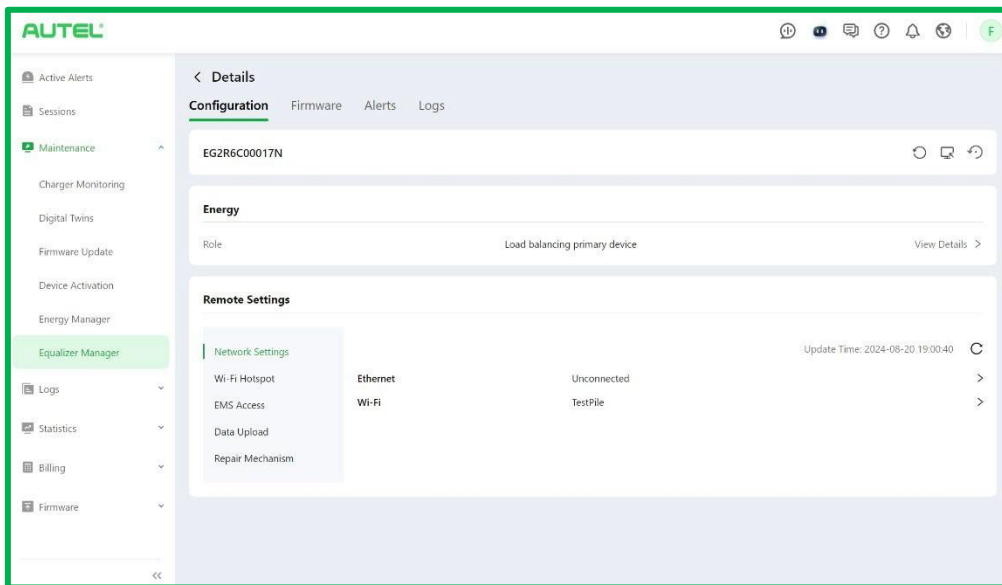 AUTEL
F
Active Alerts
Sessions
Maintenance
Charger Monitoring
Digital Twins
Firmware Update
Device Activation
Energy Manager
Equalizer Manager
Logs
Statistics
Billing
Firmware
Details
Configuration Firmware Alerts Logs
EG2R6C00017N
Energy
Role Load balancing primary device View Details
Remote Settings
Network Settings
Wi-Fi Hotspot
EMS Access
Data Upload
Repair Mechanism
Update Time: 2024-08-20 19:00:40
Ethernet Unconnected
Wi-Fi TestPile